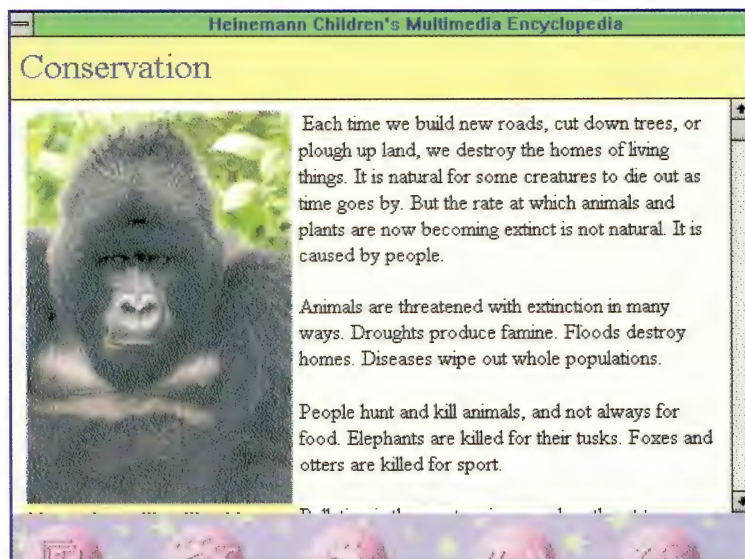 Heinemann Children's Multimedia Encyclopedia
Conservation
Each time we build new roads, cut down trees, or
plough up land, we destroy the homes of living
things. It is natural for some creatures to die out as
time goes by. But the rate at which animals and
plants are now becoming extinct is not natural. It is
caused by people.
Animals are threatened with extinction in many
ways. Droughts produce famine. Floods destroy
homes. Diseases wipe out whole populations.
People hunt and kill animals, and not always for
food. Elephants are killed for their tusks. Foxes and
otters are killed for sport.